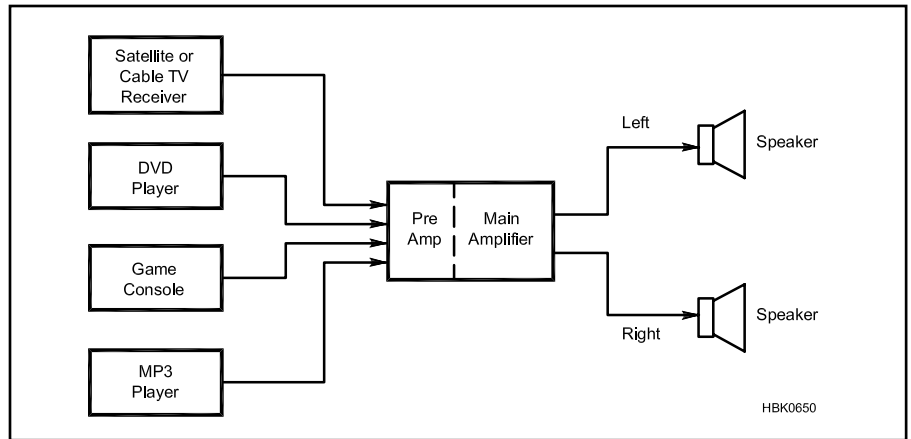 Satellite or
Cable TV
Receiver
DVD
Player
Game
Console
MP3
Player
Pre
Amp
Main
Amplifier
Left
Speaker
Right
Speaker
HBK0650